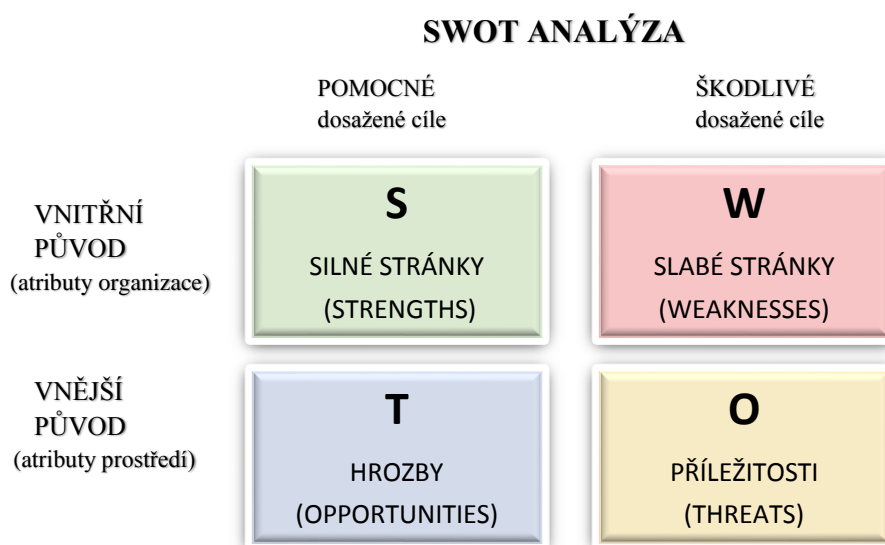 SWOT ANALÝZA
POMOCNÉ
dosažené cíle
ŠKODLIVÉ
dosažené cíle
VNITŘNÍ
PŮVOD
(atributy organizace)
S
SILNÉ STRÁNKY
(STRENGTHS)
W
SLABÉ STRÁNKY
(WEAKNESSES)
VNĚJŠÍ
PŮVOD
(atributy prostředí)
T
HROZBY
(OPPORTUNITIES)
O
PŘÍLEŽITOSTI
(THREATS)